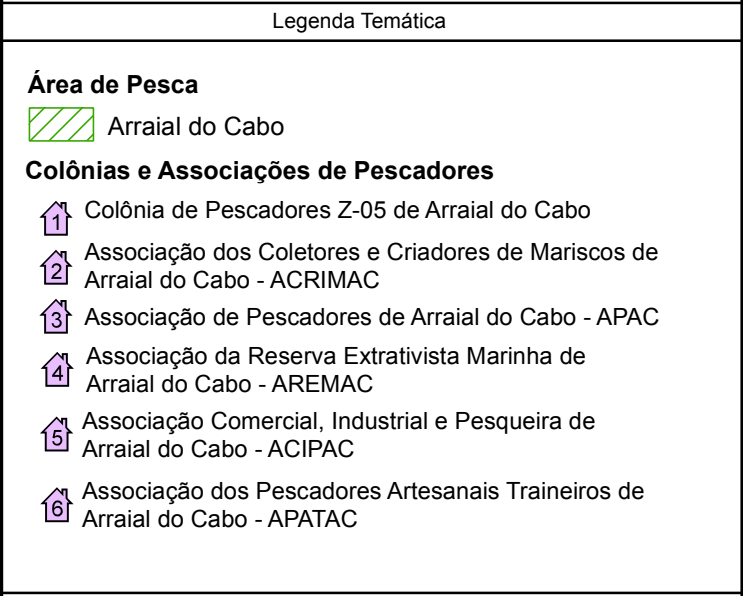 Legenda Temática
Área de Pesca
Arraial do Cabo
Colônias e Associações de Pescadores
1 Colônia de Pescadores Z-05 de Arraial do Cabo
2 Associação dos Coletores e Criadores de Mariscos de
Arraial do Cabo - ACRIMAC
3 Associação de Pescadores de Arraial do Cabo - APAC
4 Associação da Reserva Extrativista Marinha de
Arraial do Cabo - AREMAC
5 Associação Comercial, Industrial e Pesqueira de
Arraial do Cabo - ACIPAC
6 Associação dos Pescadores Artesanais Traineiros de
Arraial do Cabo - APATAC